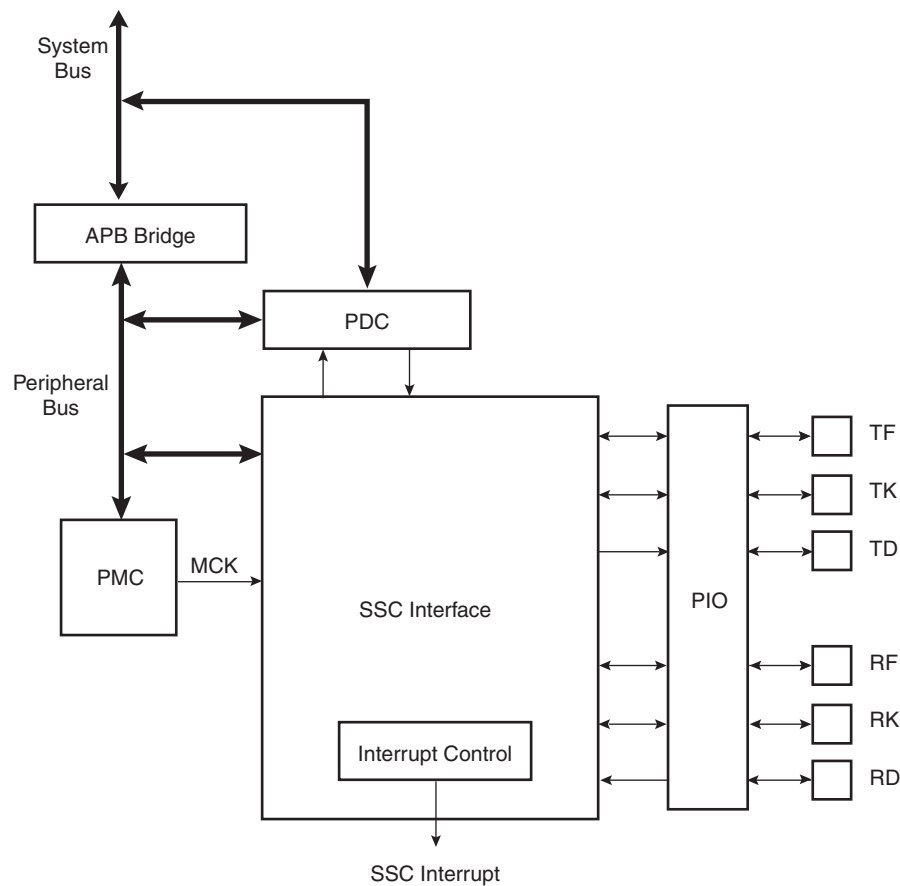 System
Bus
APB Bridge
PDC
Peripheral
Bus
TF
TK
TD
PMC
MCK
SSC Interface
PIO
RF
RK
RD
Interrupt Control
SSC Interrupt